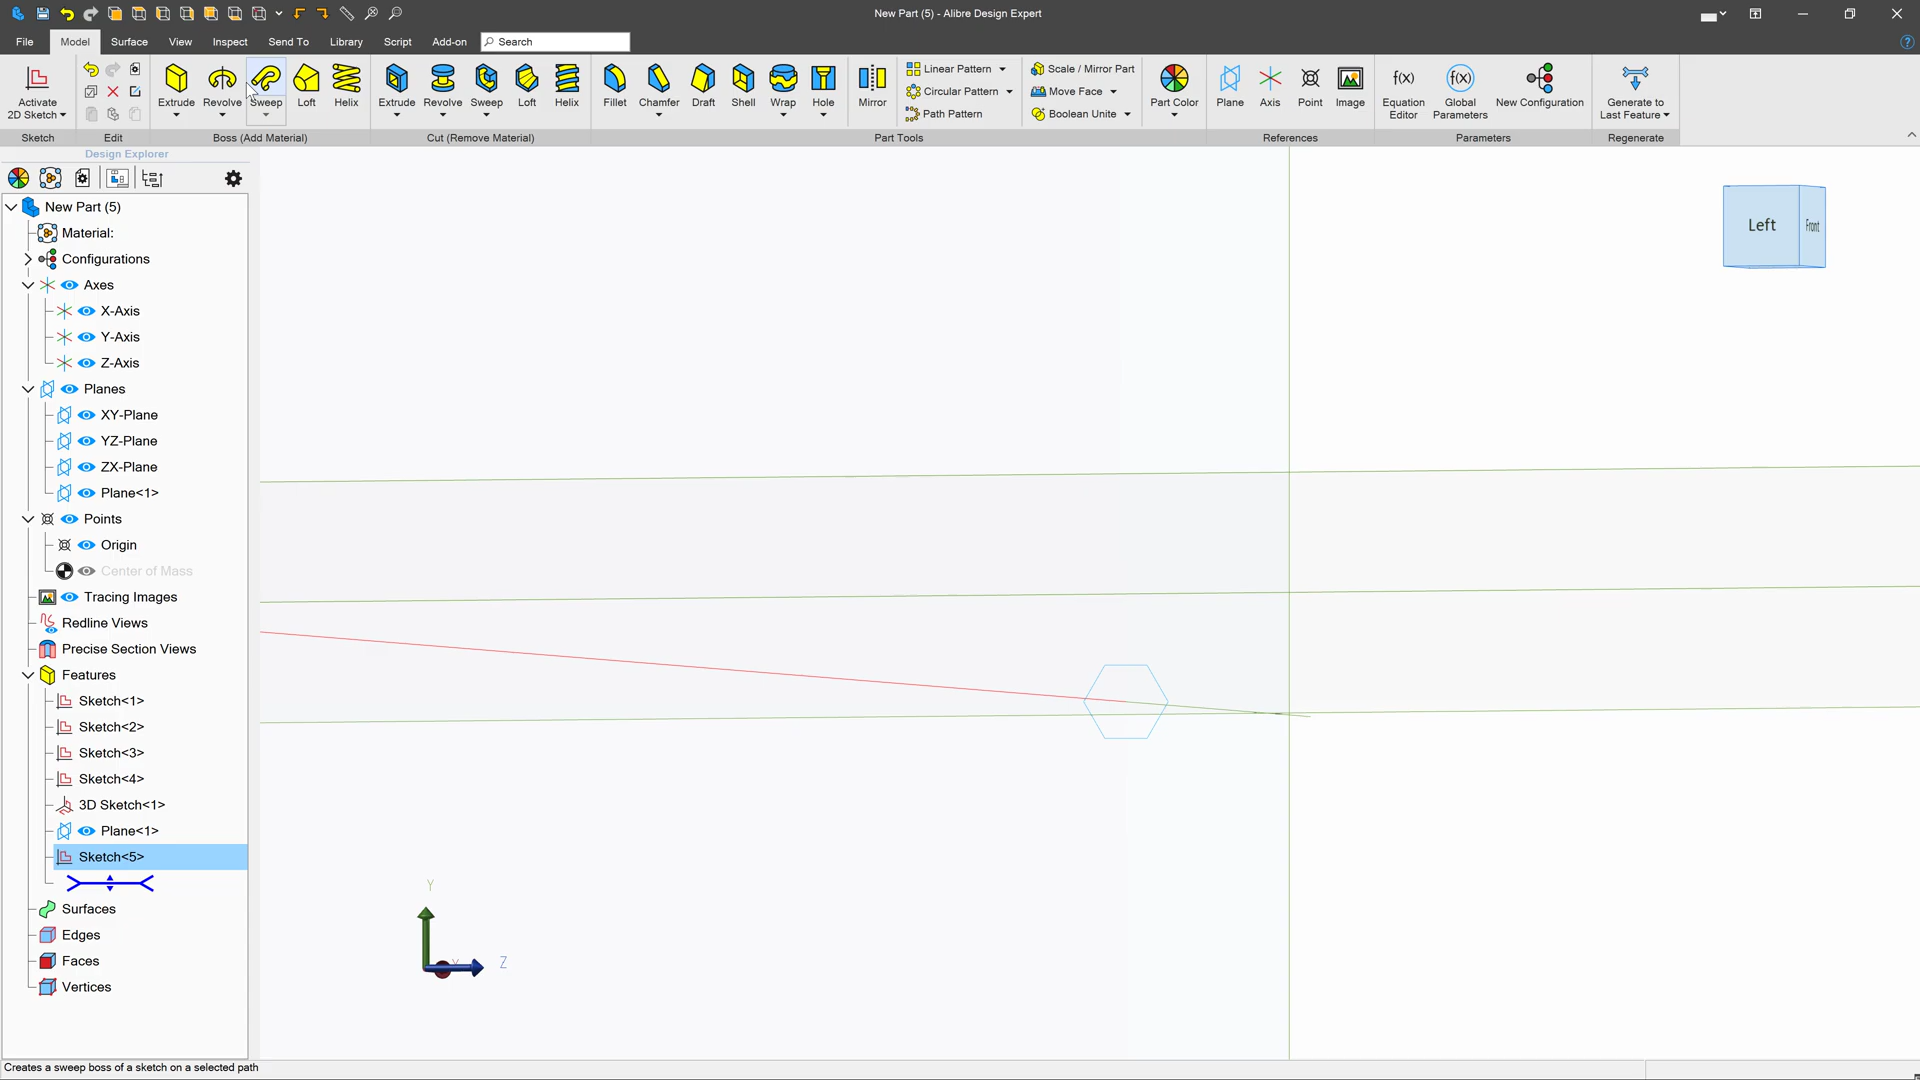 New Part (5) - Alibre Design Expert
File Model Surface View Inspect Send To Library Script Add-on Search
Activate
2D Sketch
Sketch
Edit
Extrude Revolve Sweep Loft Helix
Boss (Add Material)
Extrude Revolve Sweep Loft Helix
Cut (Remove Material)
Fillet Chamfer Draft Shell Wrap Hole Mirror
Linear Pattern
Circular Pattern
Path Pattern
Scale / Mirror Part
Move Face
Boolean Unite
Part Tools
Part Color
Plane Axis Point Image
References
Equation
Editor
Global
Parameters
New Configuration
Parameters
Generate to
Last Feature
Regenerate
Design Explorer
New Part (5)
Material:
Configurations
Axes
X-Axis
Y-Axis
Z-Axis
Planes
XY-Plane
YZ-Plane
ZX-Plane
Plane<1>
Points
Origin
Center of Mass
Tracing Images
Redline Views
Precise Section Views
Features
Sketch<1>
Sketch<2>
Sketch<3>
Sketch<4>
3D Sketch<1>
Plane<1>
Sketch<5>
Surfaces
Edges
Faces
Vertices
Left
Front
Y
X
Z
Creates a sweep boss of a sketch on a selected path